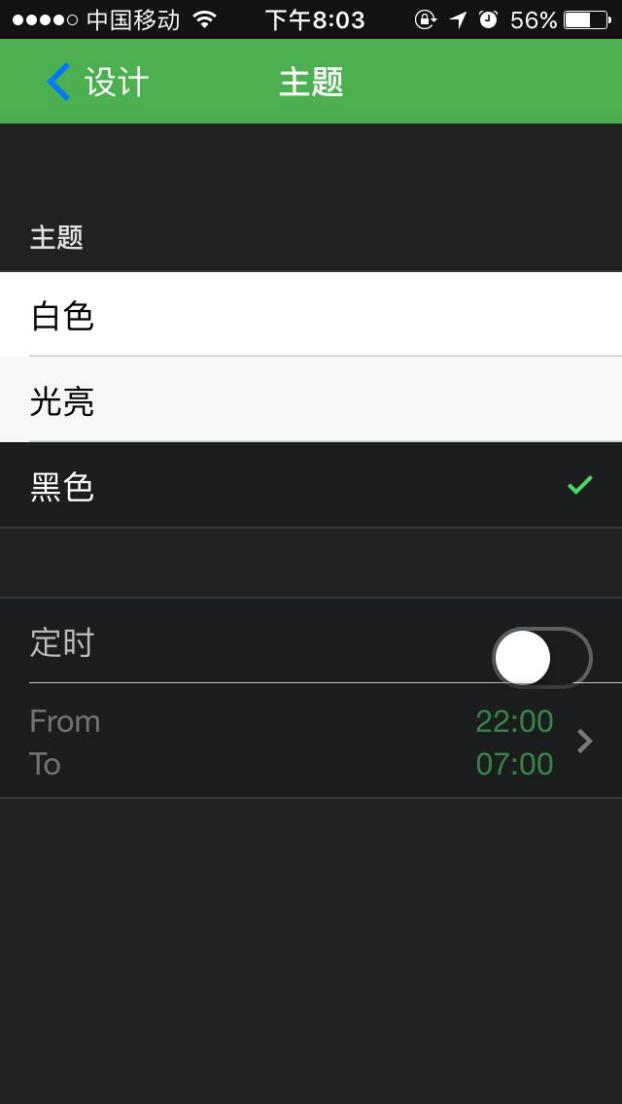 中国移动 下午8:03 56%
设计 主题
主题
白色
光亮
黑色
定时
From 22:00
To 07:00